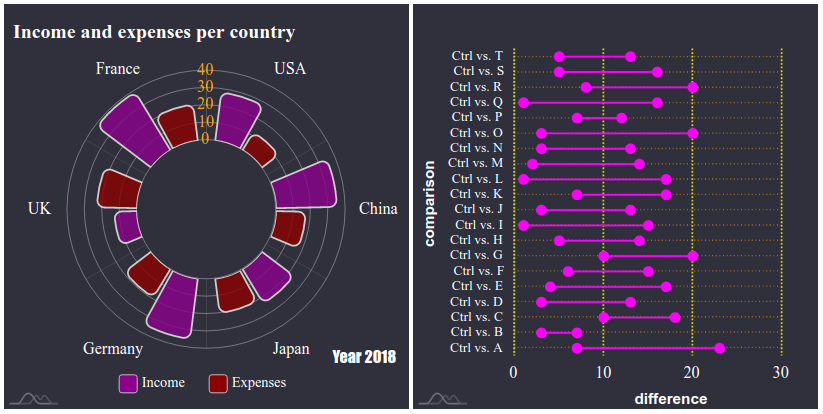 Income and expenses per country
France
USA
40
30
20
10
0
UK
China
Germany
Japan
Year 2018
Income
Expenses
Ctrl vs. T
Ctrl vs. S
Ctrl vs. R
Ctrl vs. Q
Ctrl vs. P
Ctrl vs. O
Ctrl vs. N
Ctrl vs. M
Ctrl vs. L
Ctrl vs. K
Ctrl vs. J
Ctrl vs. I
Ctrl vs. H
Ctrl vs. G
Ctrl vs. F
Ctrl vs. E
Ctrl vs. D
Ctrl vs. C
Ctrl vs. B
Ctrl vs. A
comparison
0 10 20 30
difference